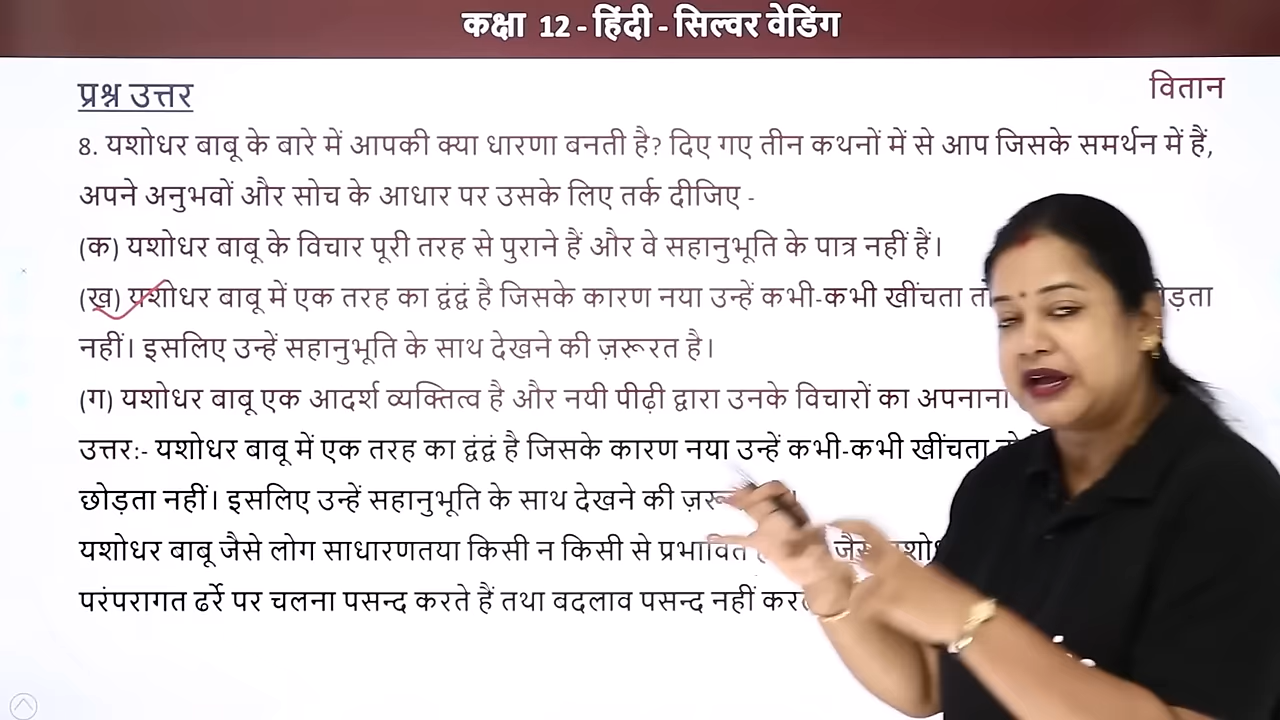 कक्षा 12 - हिंदी - सिल्वर वेडिंग
वितान
प्रश्न उत्तर
8. यशोधर बाबू के बारे में आपकी क्या धारणा बनती है? दिए गए तीन कथनों में से आप जिसके समर्थन में हैं,
अपने अनुभवों और सोच के आधार पर उसके लिए तर्क दीजिए -
(क) यशोधर बाबू के विचार पूरी तरह से पुराने हैं और वे सहानुभूति के पात्र नहीं हैं।
(ख) यशोधर बाबू में एक तरह का द्वंद्वं है जिसके कारण नया उन्हें कभी-कभी खींचता
नहीं। इसलिए उन्हें सहानुभूति के साथ देखने की ज़रूरत है।
(ग) यशोधर बाबू एक आदर्श व्यक्तित्व है और नयी पीढ़ी द्वारा उनके विचारों का अपनाना
उत्तर:- यशोधर बाबू में एक तरह का द्वंद्वं है जिसके कारण नया उन्हें कभी-कभी खींचता
छोड़ता नहीं। इसलिए उन्हें सहानुभूति के साथ देखने की
यशोधर बाबू जैसे लोग साधारणतया किसी न किसी से प्रभावित
परंपरागत ढर्रे पर चलना पसन्द करते हैं तथा बदलाव पसन्द नहीं